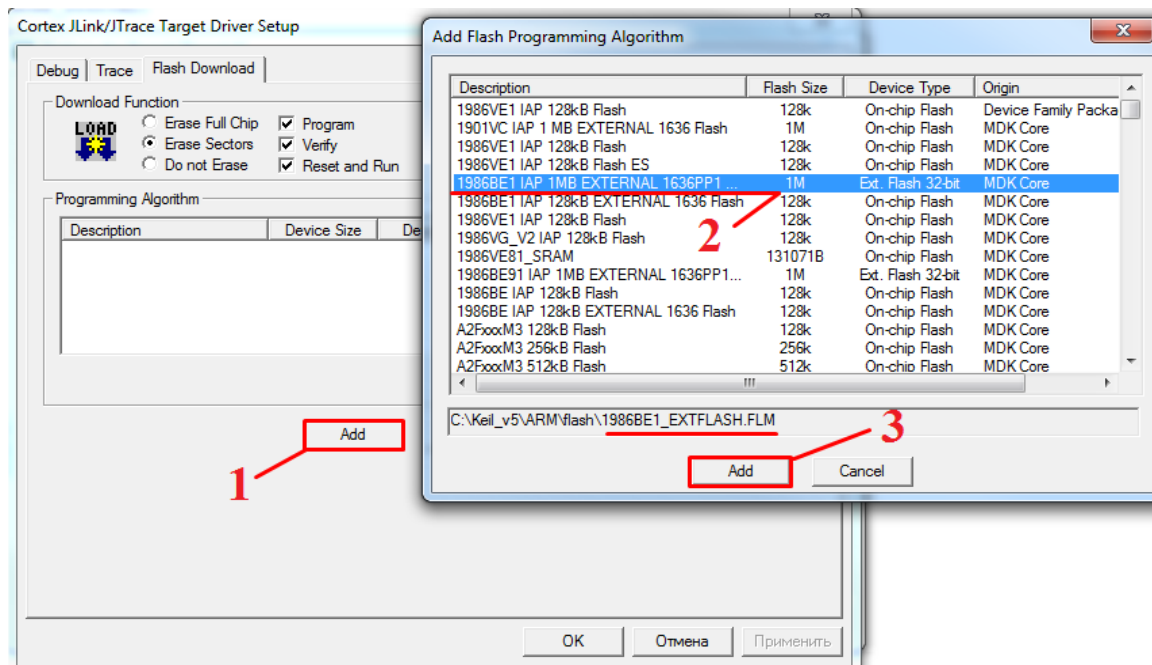 Cortex JLink/JTrace Target Driver Setup
Debug Trace Flash Download
Download Function
LOAD
Erase Full Chip Program
Erase Sectors Verify
Do not Erase Reset and Run
Programming Algorithm
Description Device Size De
Add
1
OK Отмена Применить
Add Flash Programming Algorithm
Description Flash Size Device Type Origin
1986VE1 IAP 128kB Flash 128k On-chip Flash Device Family Packa
1901VC IAP 1 MB EXTERNAL 1636 Flash 1M On-chip Flash MDK Core
1986VE1 IAP 128kB Flash 128k On-chip Flash MDK Core
1986VE1 IAP 128kB Flash ES 128k On-chip Flash MDK Core
1986BE1 IAP 1MB EXTERNAL 1636PP1 ... 1M Ext. Flash 32-bit MDK Core
1986BE1 IAP 128kB EXTERNAL 1636 Flash 128k On-chip Flash MDK Core
1986VE1 IAP 128kB Flash 128k On-chip Flash MDK Core
1986VG_V2 IAP 128kB Flash 128k On-chip Flash MDK Core
1986VE81_SRAM 131071B On-chip Flash MDK Core
1986BE91 IAP 1MB EXTERNAL 1636PP1... 1M Ext. Flash 32-bit MDK Core
1986BE IAP 128kB Flash 128k On-chip Flash MDK Core
1986BE IAP 128kB EXTERNAL 1636 Flash 128k On-chip Flash MDK Core
A2FxxxM3 128kB Flash 128k On-chip Flash MDK Core
A2FxxxM3 256kB Flash 256k On-chip Flash MDK Core
A2FxxxM3 512kB Flash 512k On-chip Flash MDK Core
2
C:\Keil_v5\ARM\flash\1986BE1_EXTFLASH.FLM
3
Add Cancel